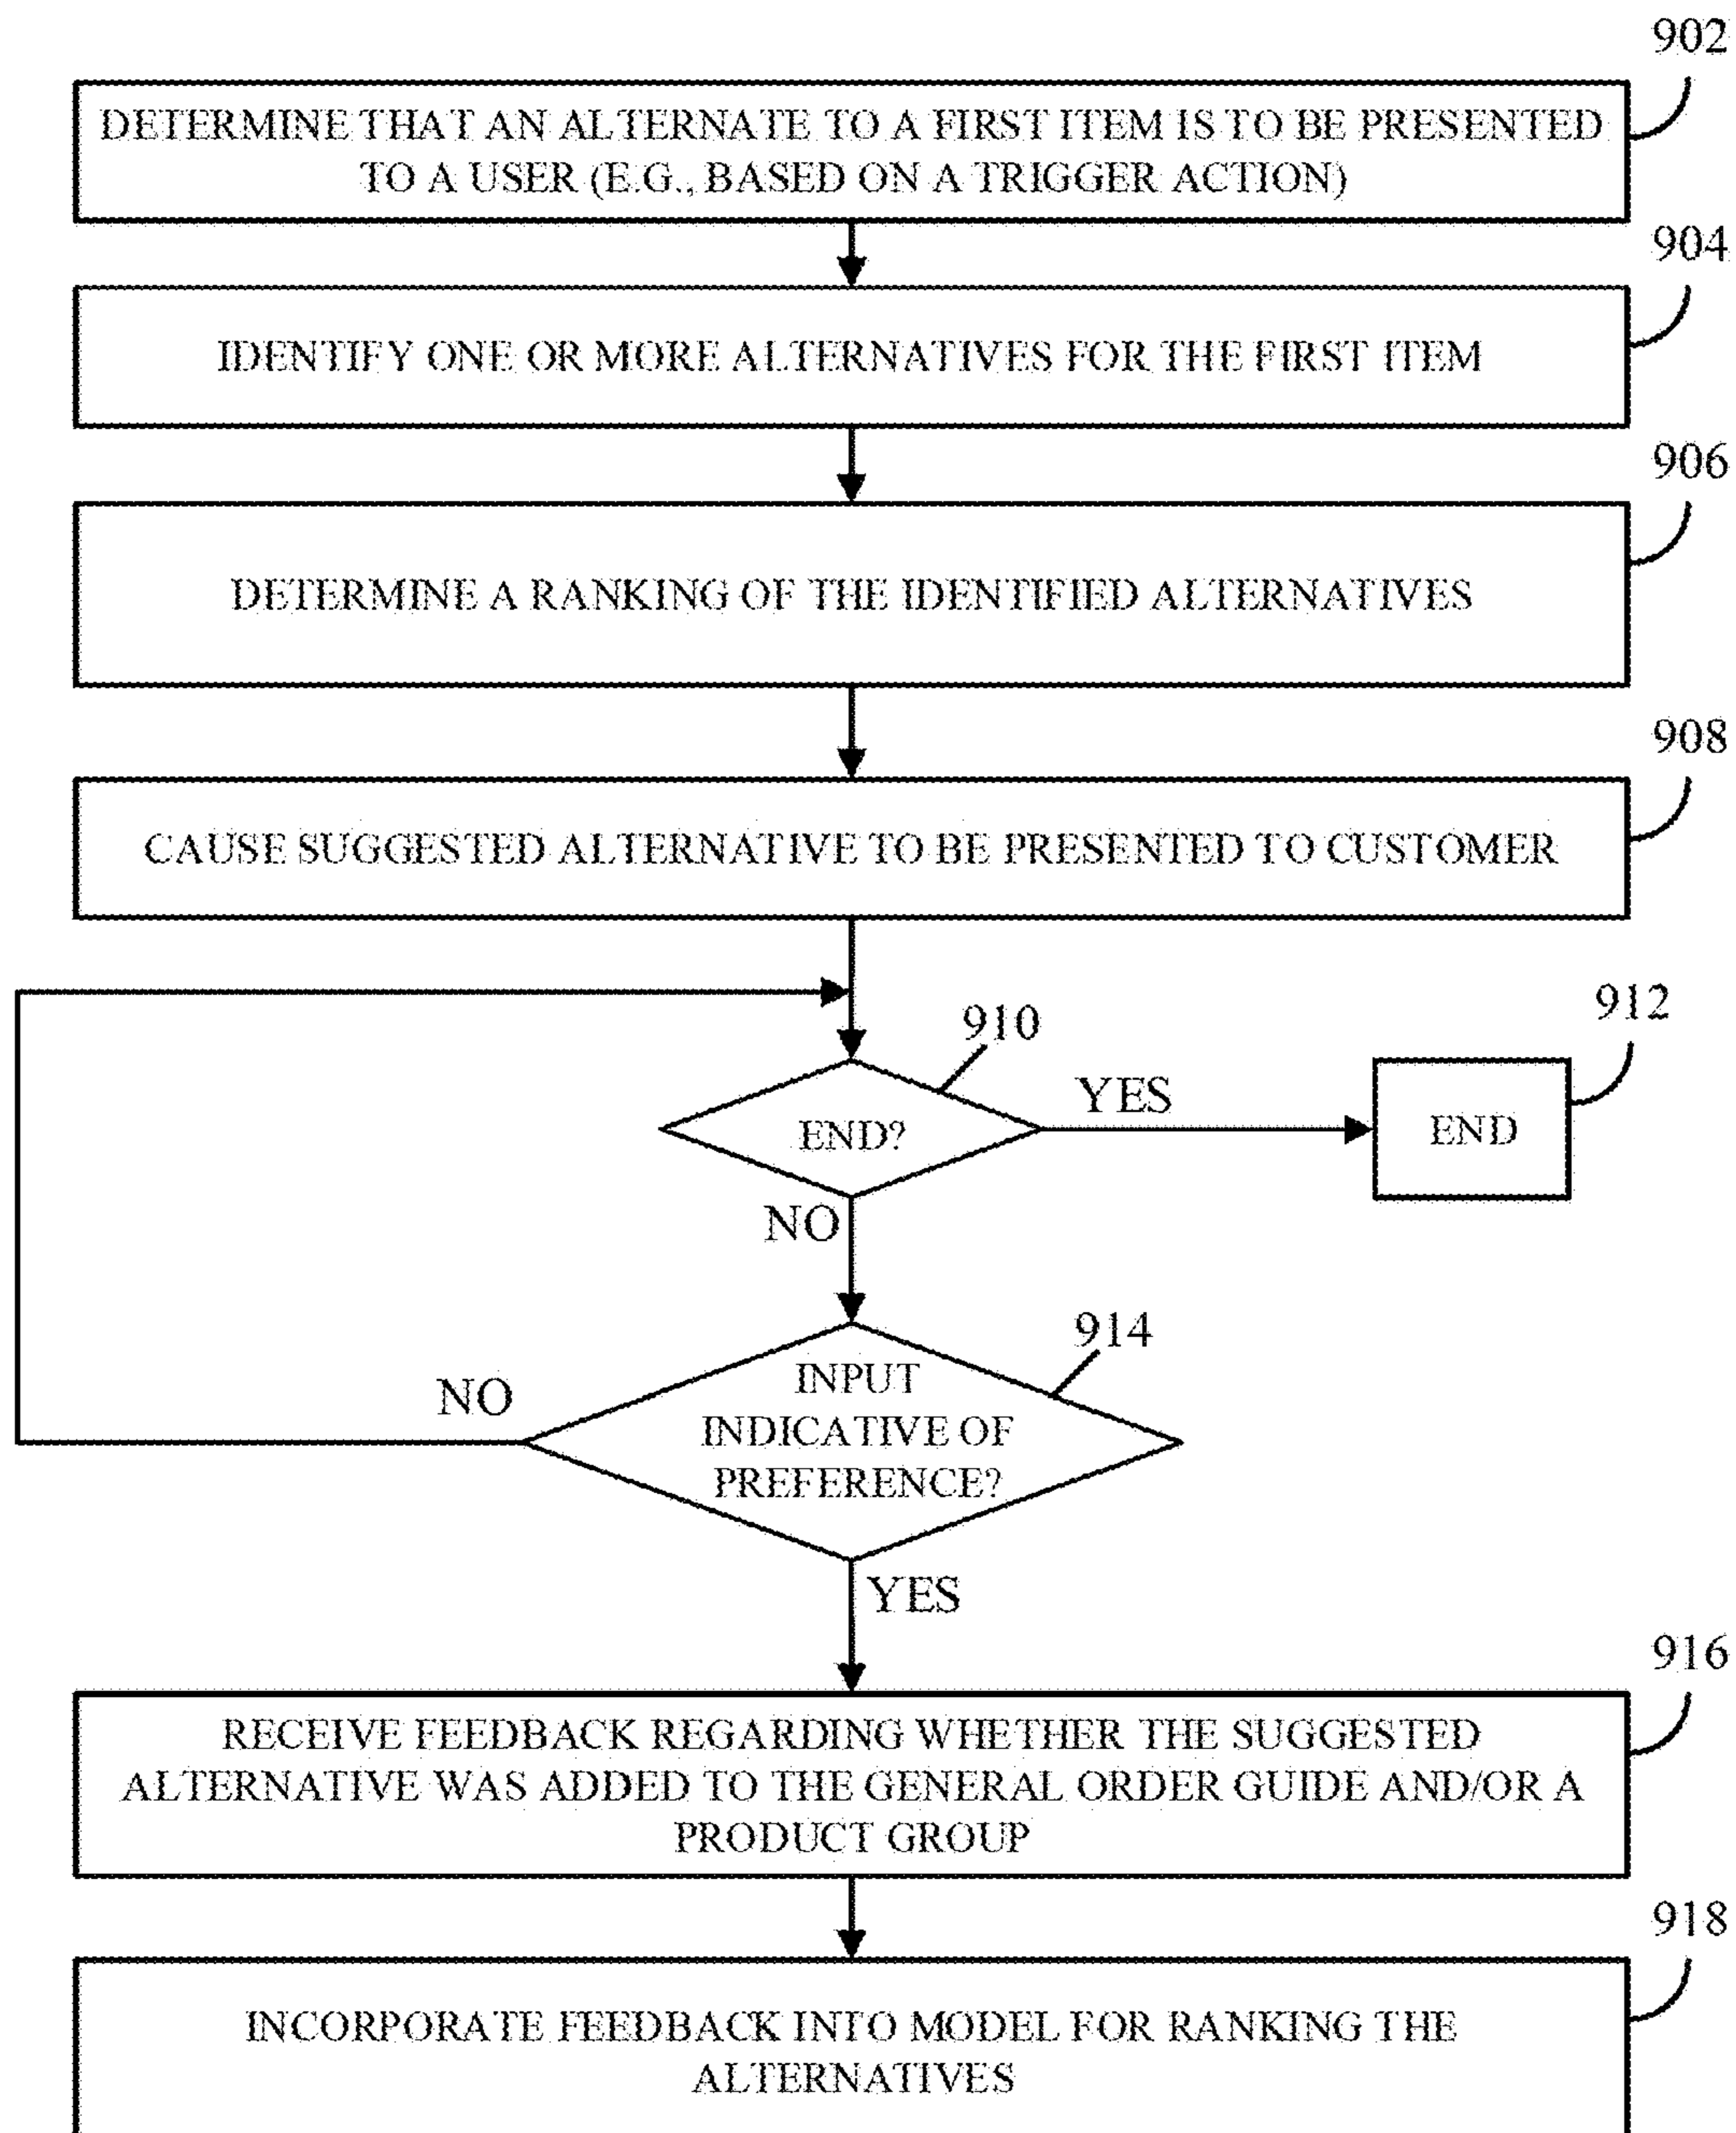 902
DETERMINE THAT AN ALTERNATE TO A FIRST ITEM IS TO BE PRESENTED
TO A USER (E.G., BASED ON A TRIGGER ACTION)
904
IDENTIFY ONE OR MORE ALTERNATIVES FOR THE FIRST ITEM
906
DETERMINE A RANKING OF THE IDENTIFIED ALTERNATIVES
908
CAUSE SUGGESTED ALTERNATIVE TO BE PRESENTED TO CUSTOMER
910
912
END?
YES
END
NO
914
INPUT
INDICATIVE OF
PREFERENCE?
NO
YES
916
RECEIVE FEEDBACK REGARDING WHETHER THE SUGGESTED
ALTERNATIVE WAS ADDED TO THE GENERAL ORDER GUIDE AND/OR A
PRODUCT GROUP
918
INCORPORATE FEEDBACK INTO MODEL FOR RANKING THE
ALTERNATIVES